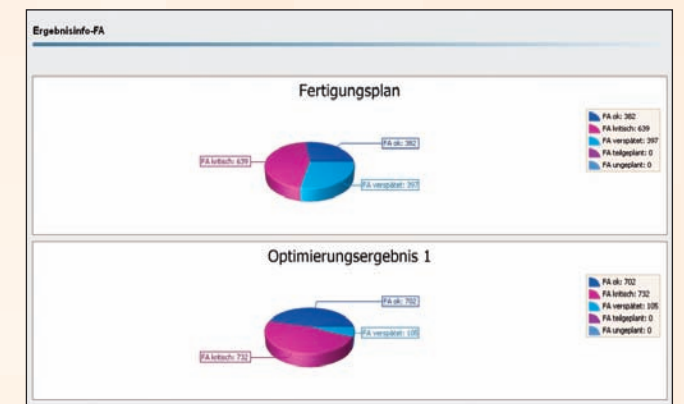 Ergebnisinfo-FA
Fertigungsplan
FA ok: 382
FA kritisch: 639
FA verspätet: 397
FA ok: 382
FA kritisch: 639
FA verspätet: 397
FA teilgeplant: 0
FA ungeplant: 0
Optimierungsergebnis 1
FA ok: 702
FA verspätet: 105
FA kritisch: 732
FA ok: 702
FA kritisch: 732
FA verspätet: 105
FA teilgeplant: 0
FA ungeplant: 0